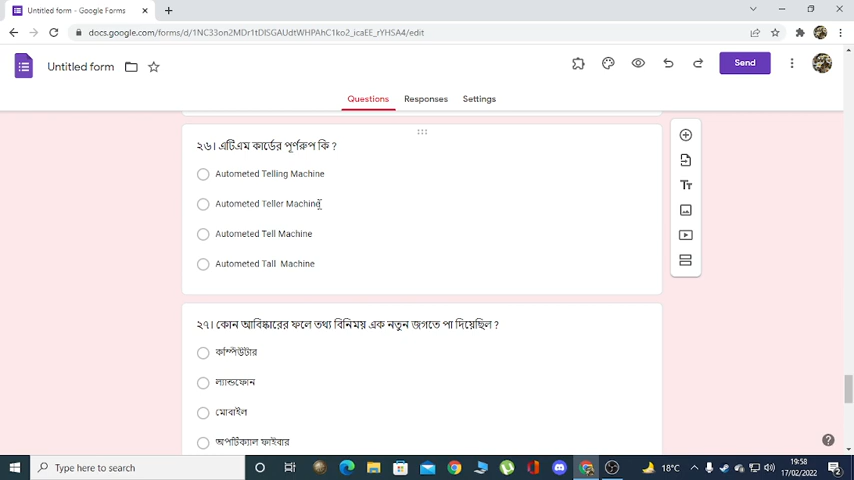 Untitled form - Google Forms
docs.google.com/forms/d/1NC33on2MDr1tDISGAUdtWHPAhC1ko2_icaEE_rYHSA4/edit
Untitled form
Send
Questions Responses Settings
২৬। এটিএম কার্ডের পূর্ণরুপ কি ?
Autometed Telling Machine
Autometed Teller Machine
Autometed Tell Machine
Autometed Tall Machine
২৭। কোন আবিষ্কারের ফলে তথ্য বিনিময় এক নতুন জগতে পা দিয়েছিল ?
কম্পিউটার
ল্যান্ডফোন
মোবাইল
অপটিক্যাল ফাইবার
Type here to search
18°C
19:58
17/02/2022
2